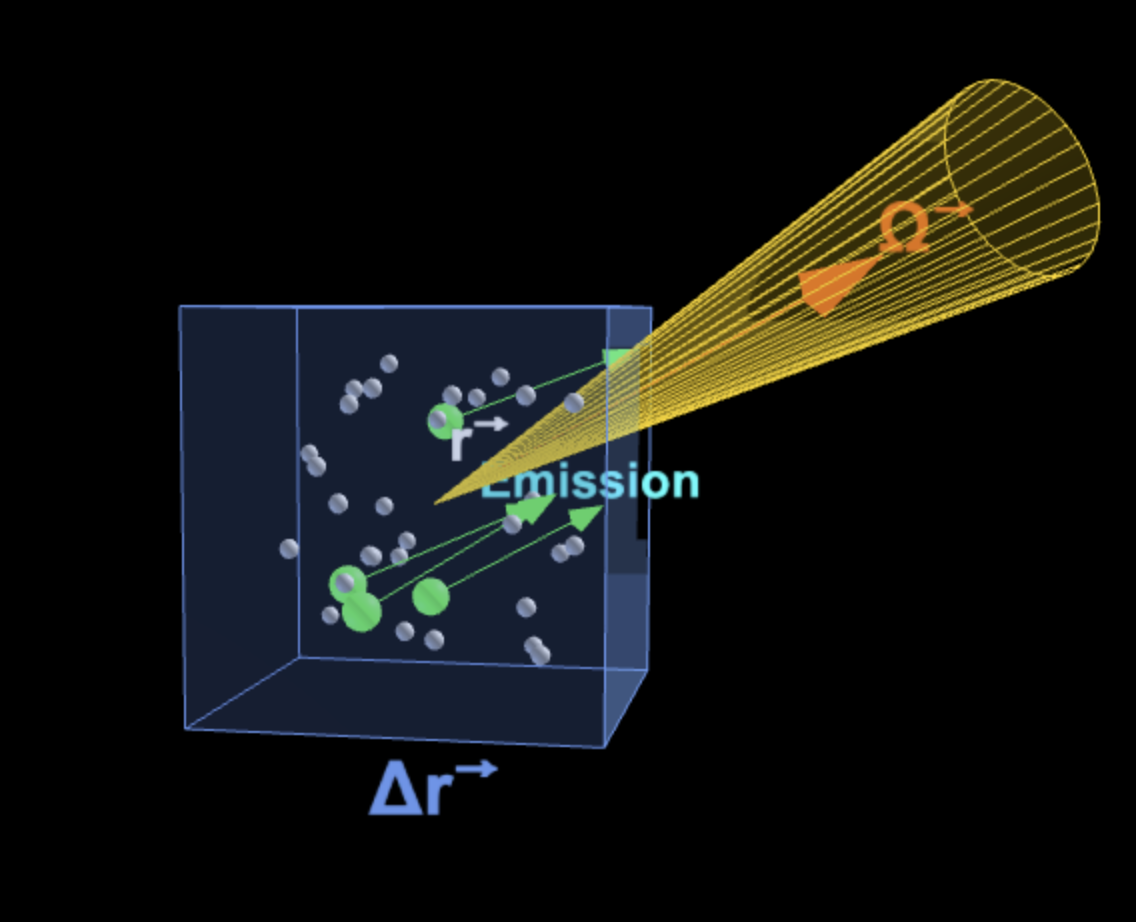 Ω→
r→
Emission
Δr→